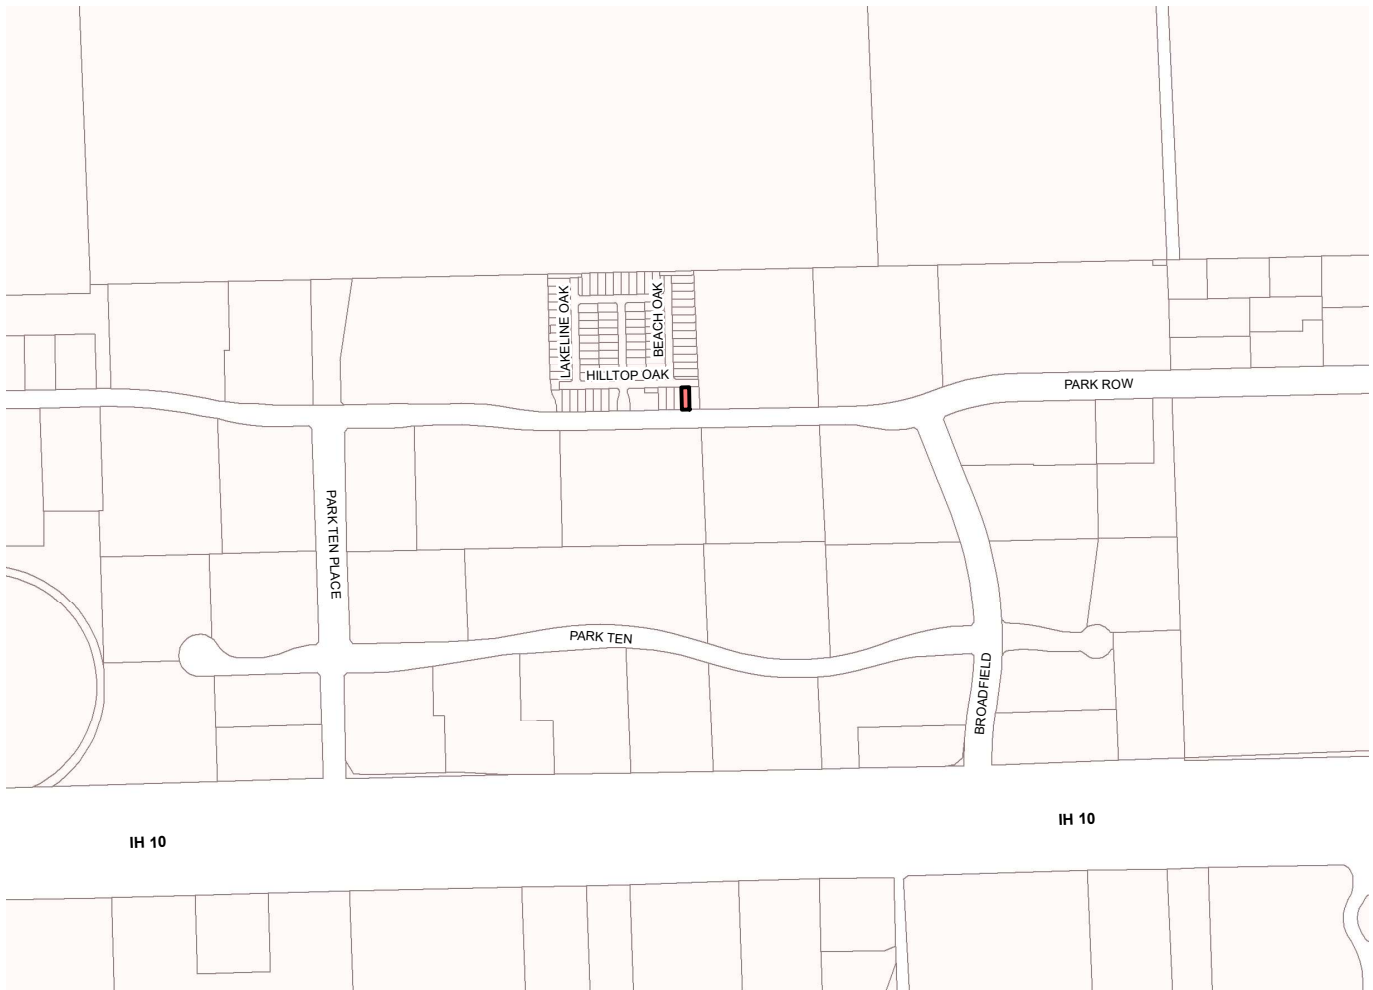 LAKELINE OAK
BEACH OAK
HILLTOP OAK
PARK ROW
PARK TEN PLACE
PARK TEN
BROADFIELD
IH 10
IH 10